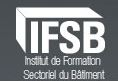 IFSB
Institut de Formation
Sectoriel du Bâtiment